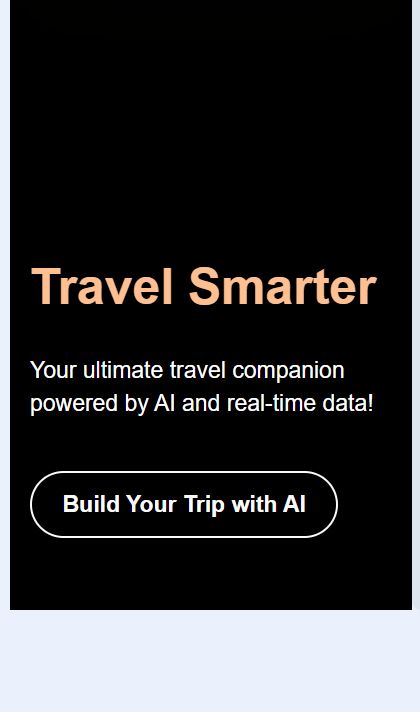 Travel Smarter
Your ultimate travel companion
powered by AI and real-time data!
Build Your Trip with AI